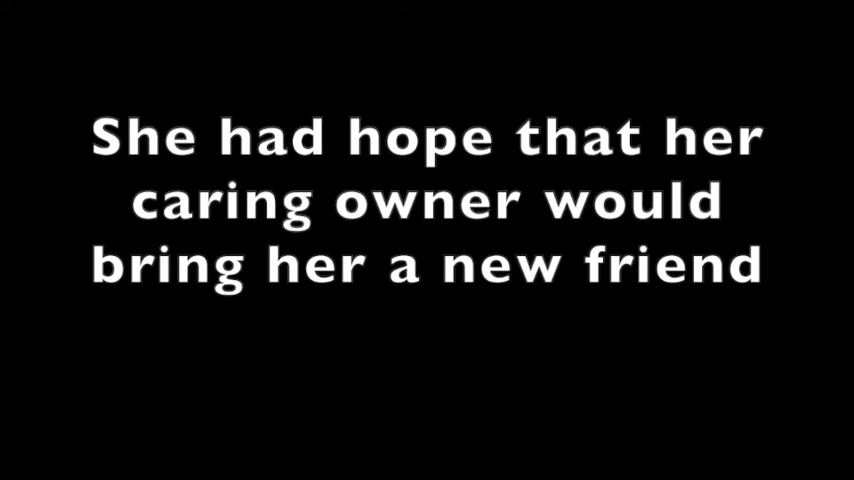 She had hope that her
caring owner would
bring her a new friend